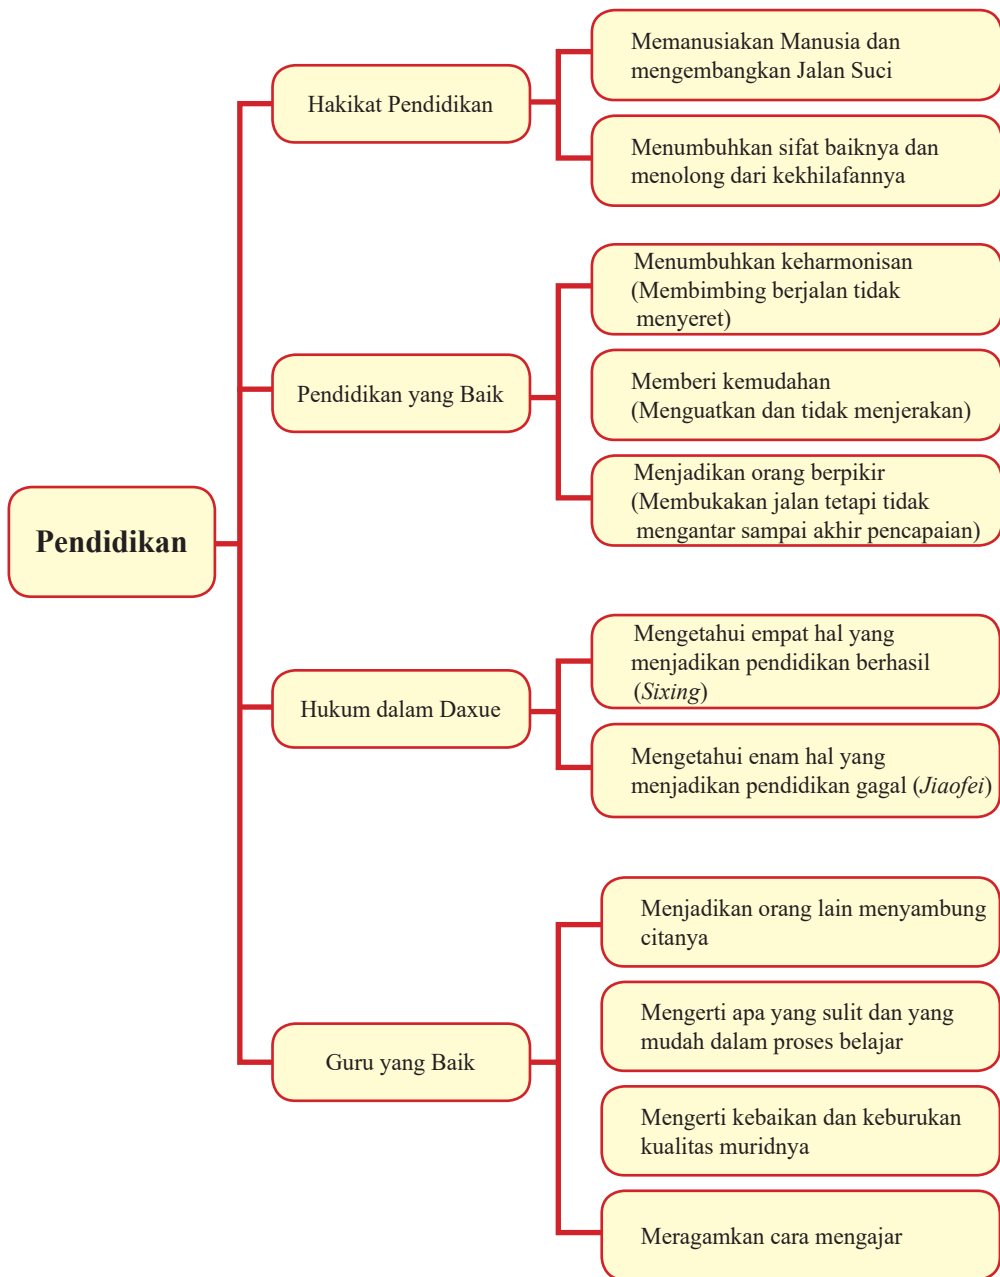 Pendidikan
Hakikat Pendidikan
Memanusiakan Manusia dan
mengembangkan Jalan Suci
Menumbuhkan sifat baiknya dan
menolong dari kekhilafannya
Pendidikan yang Baik
Menumbuhkan keharmonisan
(Membimbing berjalan tidak
menyeret)
Memberi kemudahan
(Menguatkan dan tidak menjerakan)
Menjadikan orang berpikir
(Membukakan jalan tetapi tidak
mengantar sampai akhir pencapaian)
Hukum dalam Daxue
Mengetahui empat hal yang
menjadikan pendidikan berhasil
(Sixing)
Mengetahui enam hal yang
menjadikan pendidikan gagal (Jiaofei)
Guru yang Baik
Menjadikan orang lain menyambung
citanya
Mengerti apa yang sulit dan yang
mudah dalam proses belajar
Mengerti kebaikan dan keburukan
kualitas muridnya
Meragamkan cara mengajar